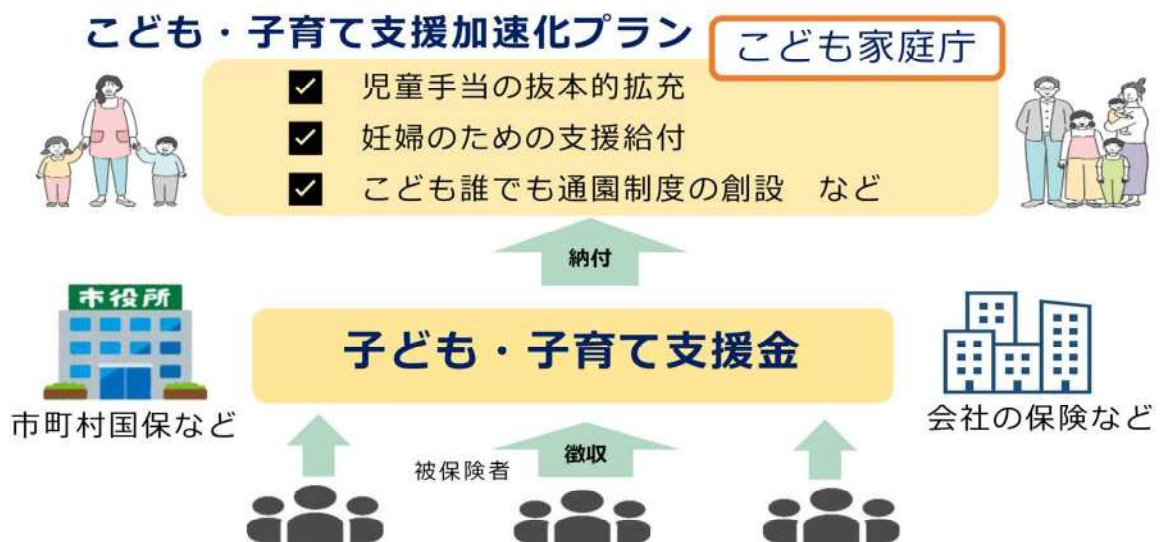 こども・子育て支援加速化プラン
こども家庭庁
児童手当の抜本的拡充
妊婦のための支援給付
こども誰でも通園制度の創設　など
納付
市役所
子ども・子育て支援金
市町村国保など
会社の保険など
徴収
被保険者